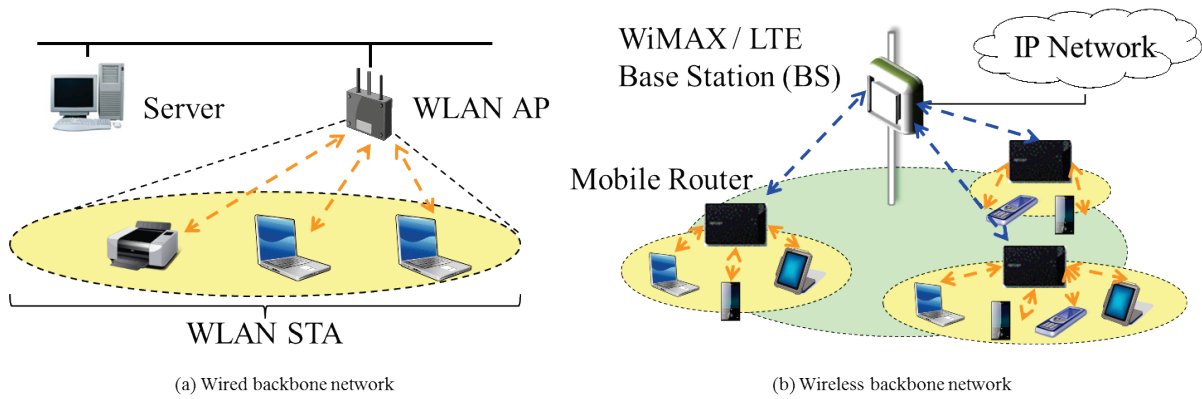 Server
WLAN AP
WLAN STA
(a) Wired backbone network
WiMAX / LTE
Base Station (BS)
IP Network
Mobile Router
(b) Wireless backbone network